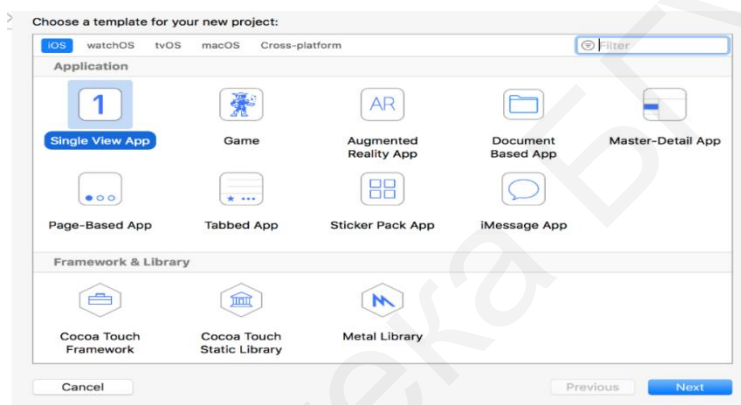 Choose a template for your new project:
iOS watchOS tvOS macOS Cross-platform Filter
Application
1 AR
Single View App Game Augmented Reality App Document Based App Master-Detail App
Page-Based App Tabbed App Sticker Pack App iMessage App
Framework & Library
Cocoa Touch Framework Cocoa Touch Static Library Metal Library
Cancel Previous Next